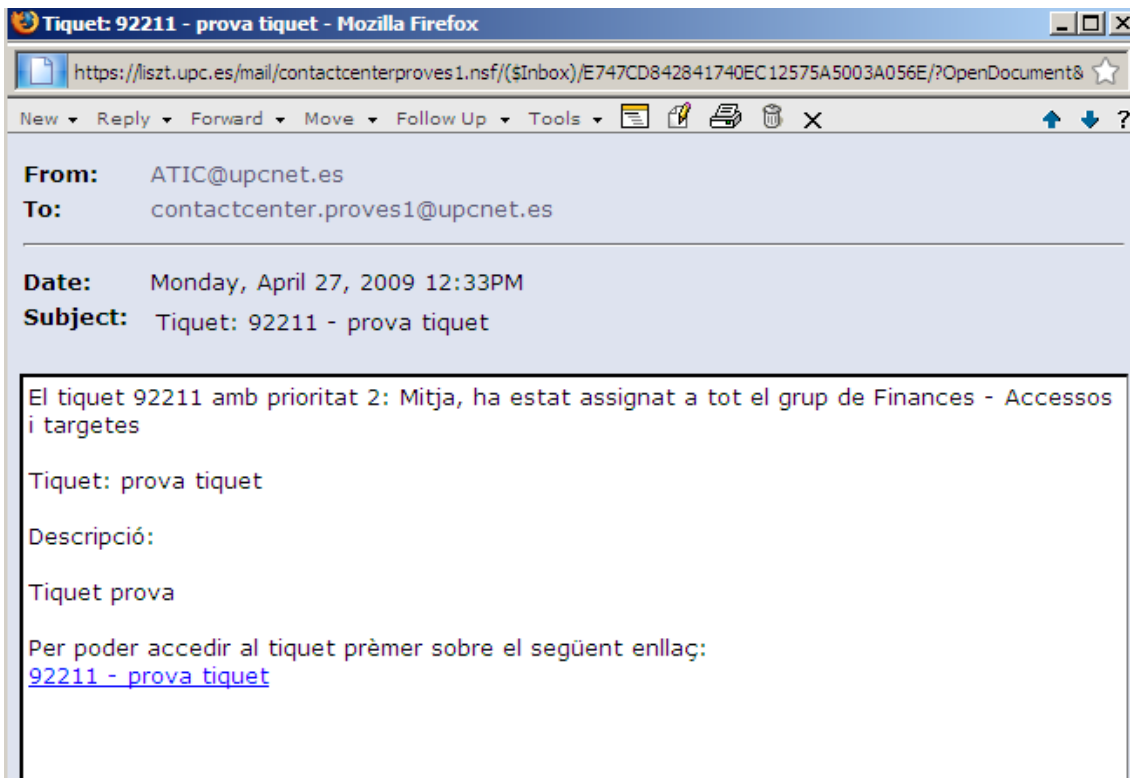 Tiquet: 92211 - prova tiquet - Mozilla Firefox
https://liszt.upc.es/mail/contactcenterproves1.nsf/($Inbox)/E747CD842841740EC12575A5003A056E/?OpenDocument&
New Reply Forward Move Follow Up Tools ?
From: ATIC@upcnet.es
To: contactcenter.proves1@upcnet.es
Date: Monday, April 27, 2009 12:33PM
Subject: Tiquet: 92211 - prova tiquet
El tiquet 92211 amb prioritat 2: Mitja, ha estat assignat a tot el grup de Finances - Accessos
i targetes
Tiquet: prova tiquet
Descripció:
Tiquet prova
Per poder accedir al tiquet prèmer sobre el següent enllaç:
92211 - prova tiquet